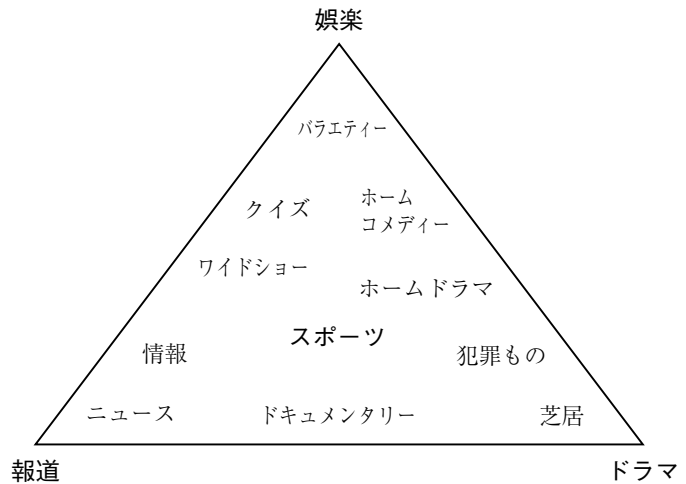 娯楽
バラエティー
クイズ
ホーム
コメディー
ワイドショー
ホームドラマ
スポーツ
情報
犯罪もの
ニュース
ドキュメンタリー
芝居
報道
ドラマ